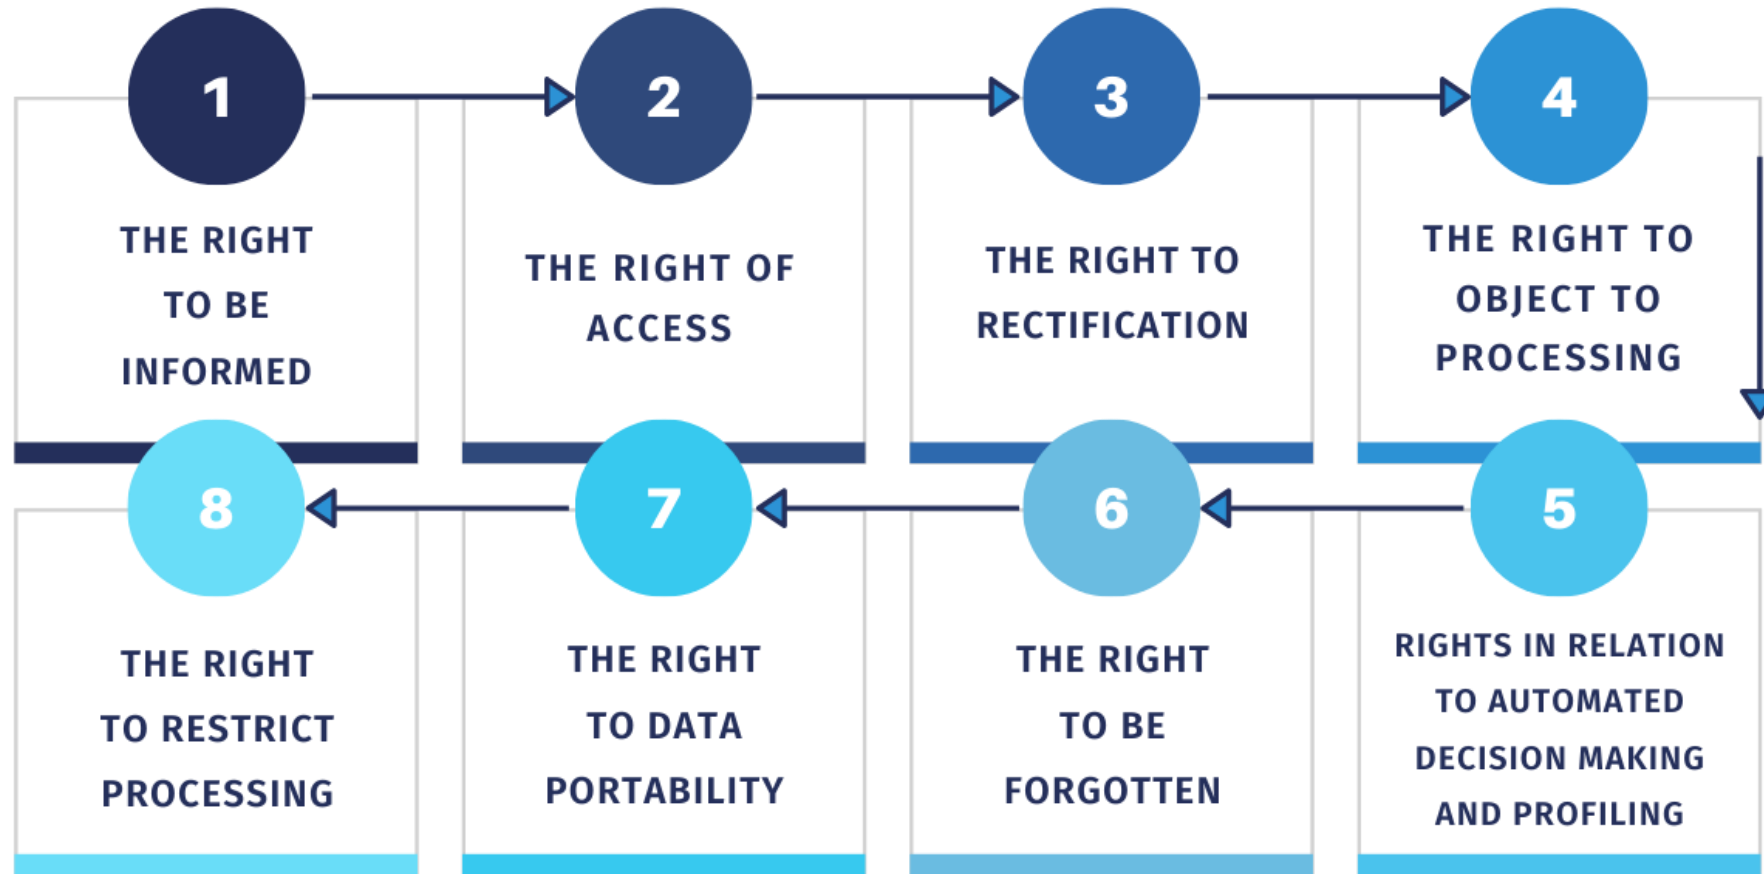 1
THE RIGHT
TO BE
INFORMED
2
THE RIGHT OF
ACCESS
3
THE RIGHT TO
RECTIFICATION
4
THE RIGHT TO
OBJECT TO
PROCESSING
5
RIGHTS IN RELATION
TO AUTOMATED
DECISION MAKING
AND PROFILING
6
THE RIGHT
TO BE
FORGOTTEN
7
THE RIGHT
TO DATA
PORTABILITY
8
THE RIGHT
TO RESTRICT
PROCESSING